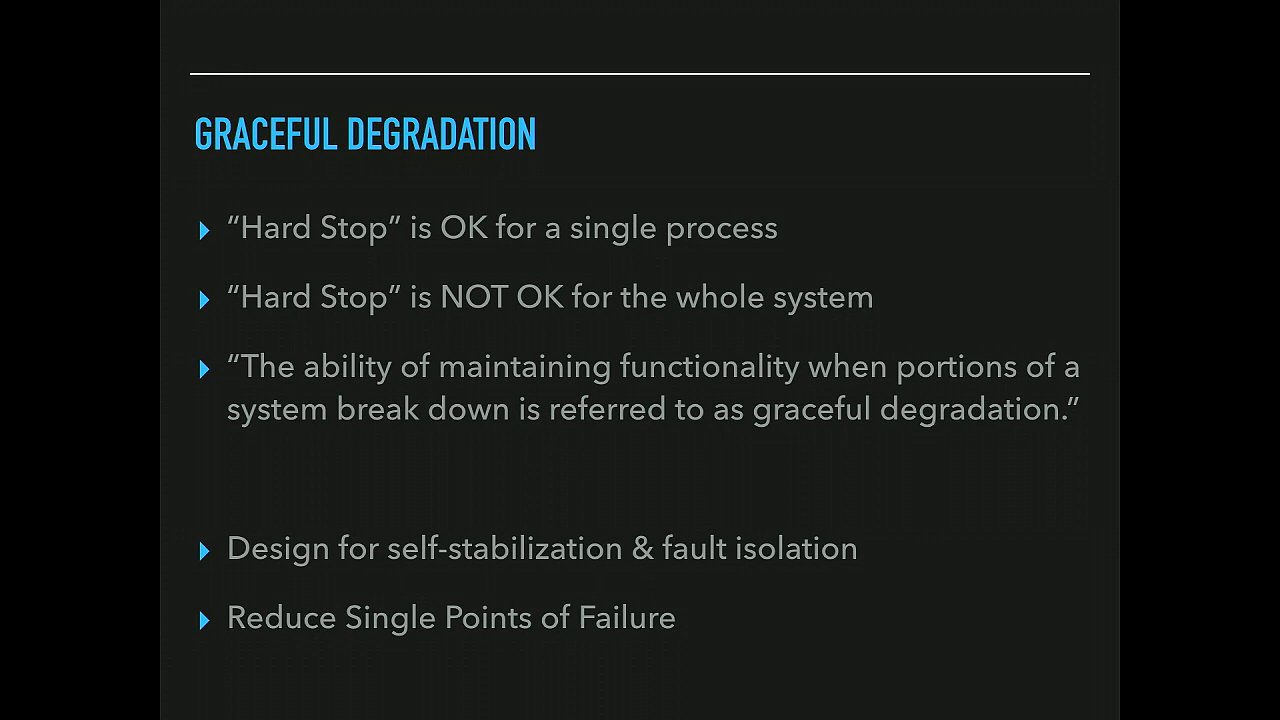 GRACEFUL DEGRADATION
“Hard Stop” is OK for a single process
“Hard Stop” is NOT OK for the whole system
“The ability of maintaining functionality when portions of a
system break down is referred to as graceful degradation.”
Design for self-stabilization & fault isolation
Reduce Single Points of Failure